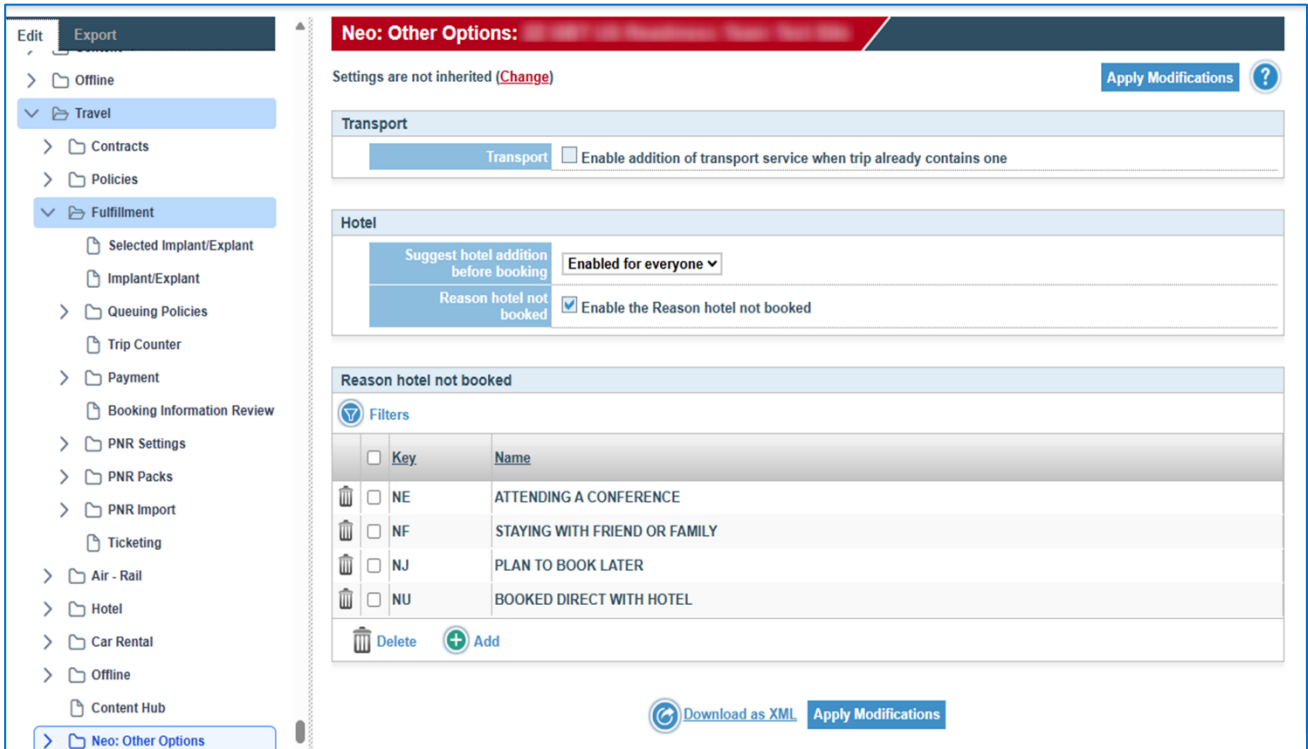 Edit
Export
Offline
Travel
Contracts
Policies
Fulfillment
Selected Implant/Explant
Implant/Explant
Queuing Policies
Trip Counter
Payment
Booking Information Review
PNR Settings
PNR Packs
PNR Import
Ticketing
Air - Rail
Hotel
Car Rental
Offline
Content Hub
Neo: Other Options
Neo: Other Options:
Settings are not inherited (Change)
Apply Modifications
?
Transport
Transport
Enable addition of transport service when trip already contains one
Hotel
Suggest hotel addition
before booking
Enabled for everyone
Reason hotel not
booked
Enable the Reason hotel not booked
Reason hotel not booked
Filters
Key Name
NE ATTENDING A CONFERENCE
NF STAYING WITH FRIEND OR FAMILY
NJ PLAN TO BOOK LATER
NU BOOKED DIRECT WITH HOTEL
Delete Add
Download as XML Apply Modifications